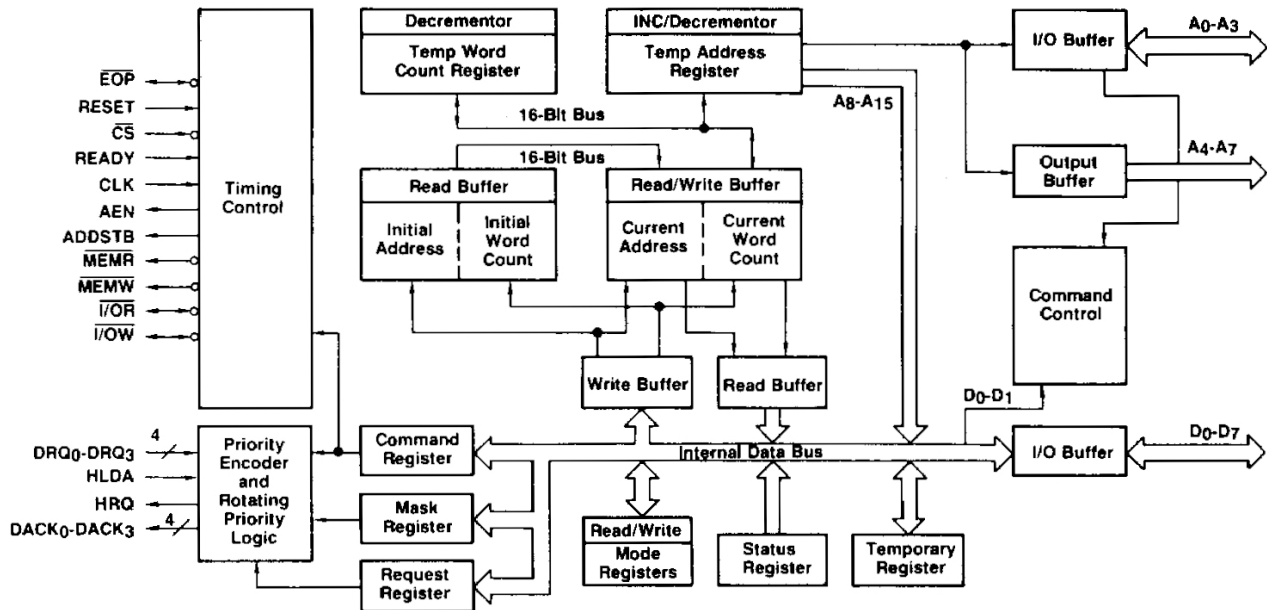 Decrementor
Temp Word
Count Register
INC/Decrementor
Temp Address
Register
I/O Buffer
A0-A3
A8-A15
EOP
RESET
CS
READY
CLK
AEN
ADDSTB
MEMR
MEMW
I/OR
I/OW
Timing
Control
16-Bit Bus
16-Bit Bus
Read Buffer
Initial
Address
Initial
Word
Count
Read/Write Buffer
Current
Address
Current
Word
Count
Output
Buffer
A4-A7
Command
Control
Write Buffer
Read Buffer
D0-D1
DRQ0-DRQ3
4
HLDA
HRQ
DACK0-DACK3
4
Priority
Encoder
and
Rotating
Priority
Logic
Command
Register
Mask
Register
Request
Register
Internal Data Bus
I/O Buffer
D0-D7
Read/Write
Mode
Registers
Status
Register
Temporary
Register